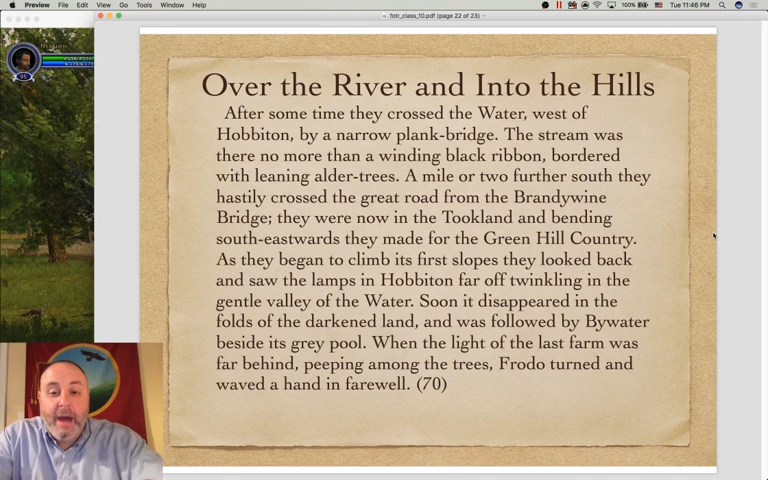 Preview File Edit View Go Tools Window Help
100% Tue 11:46 PM
fotr_class_10.pdf (page 22 of 23)
95
Over the River and Into the Hills
After some time they crossed the Water, west of
Hobbiton, by a narrow plank-bridge. The stream was
there no more than a winding black ribbon, bordered
with leaning alder-trees. A mile or two further south they
hastily crossed the great road from the Brandywine
Bridge; they were now in the Tookland and bending
south-eastwards they made for the Green Hill Country.
As they began to climb its first slopes they looked back
and saw the lamps in Hobbiton far off twinkling in the
gentle valley of the Water. Soon it disappeared in the
folds of the darkened land, and was followed by Bywater
beside its grey pool. When the light of the last farm was
far behind, peeping among the trees, Frodo turned and
waved a hand in farewell. (70)